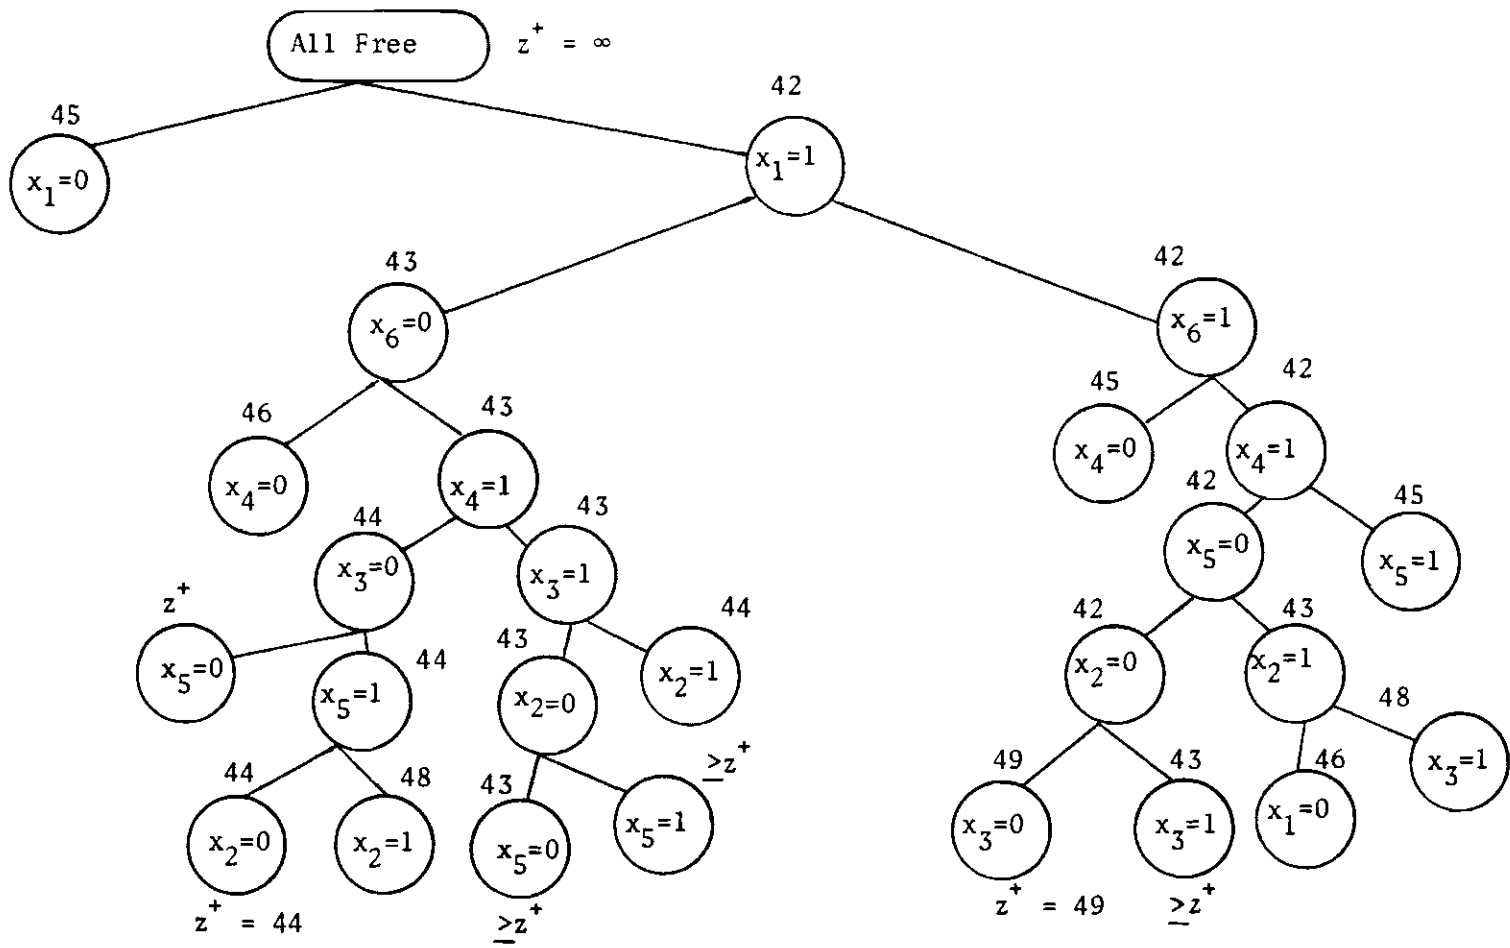 All Free z+ = ∞
42
45
x1=1
x1=0
43
42
x6=0
x6=1
46
43
45
42
x4=0
x4=1
x4=0
x4=1
44
43
42
45
x3=0
x3=1
x5=0
x5=1
z+
44
43
44
42
43
x5=0
x5=1
x2=0
x2=1
x2=0
x2=1
44
48
43
≥z+
49
43
46
48
x2=0
x2=1
x5=0
x5=1
x3=0
x3=1
x1=0
x3=1
z+ = 44
≥z+
z+ = 49
≥z+